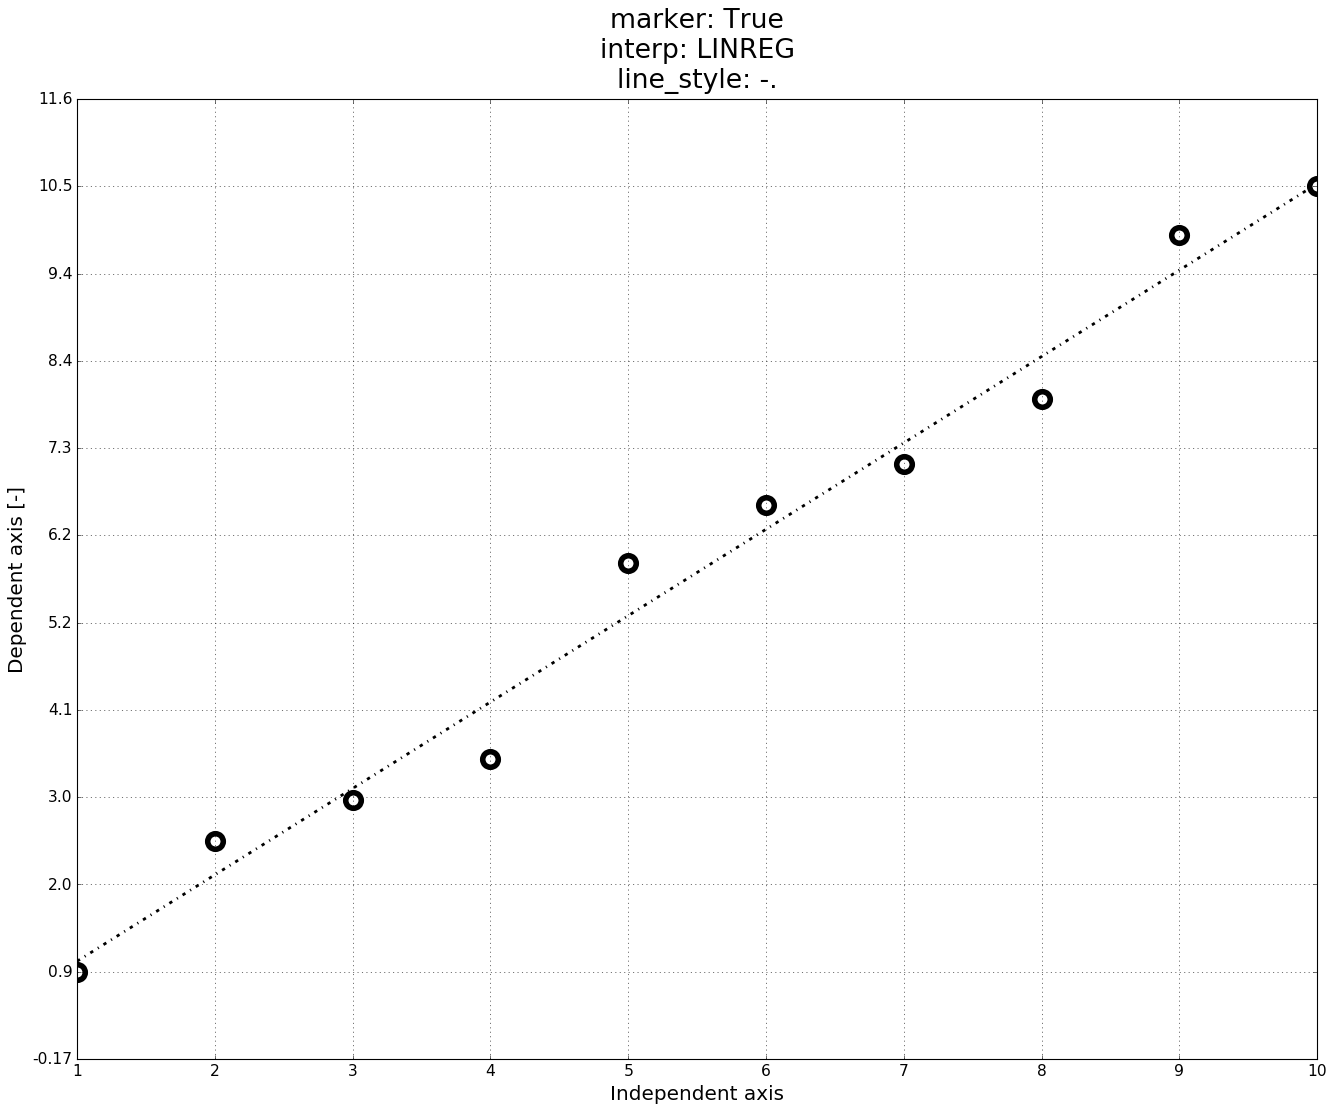 marker: True
interp: LINREG
line_style: -.
11.6
10.5
9.4
8.4
7.3
6.2
5.2
4.1
3.0
2.0
0.9
-0.17
Dependent axis [-]
1 2 3 4 5 6 7 8 9 10
Independent axis